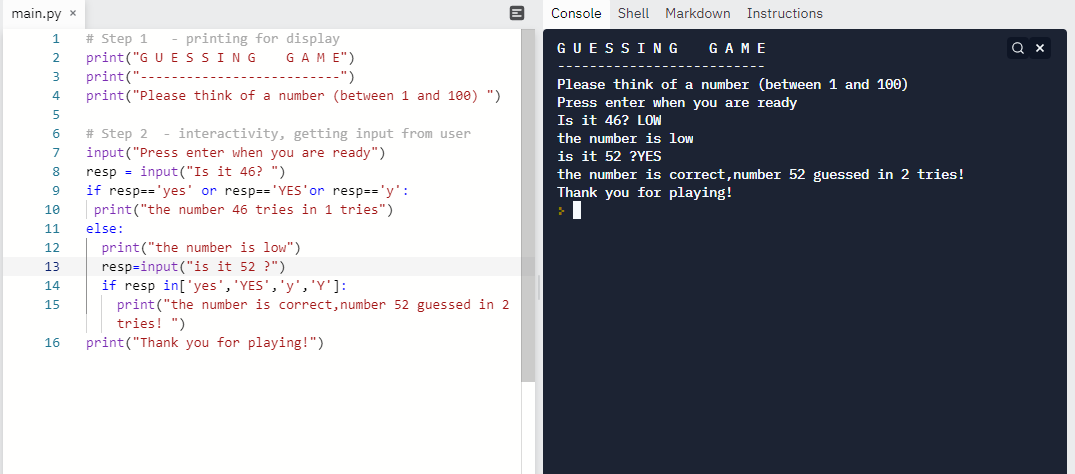 main.py ×
1 # Step 1   - printing for display
2 print("G U E S S I N G    G A M E")
3 print("--------------------------")
4 print("Please think of a number (between 1 and 100) ")
5
6 # Step 2  - interactivity, getting input from user
7 input("Press enter when you are ready")
8 resp = input("Is it 46? ")
9 if resp=='yes' or resp=='YES'or resp=='y':
10  print("the number 46 tries in 1 tries")
11 else:
12   print("the number is low")
13   resp=input("is it 52 ?")
14   if resp in['yes','YES','y','Y']:
15     print("the number is correct,number 52 guessed in 2
tries! ")
16 print("Thank you for playing!")
Console Shell Markdown Instructions
G U E S S I N G    G A M E
--------------------------
Please think of a number (between 1 and 100)
Press enter when you are ready
Is it 46? LOW
the number is low
is it 52 ?YES
the number is correct,number 52 guessed in 2 tries!
Thank you for playing!